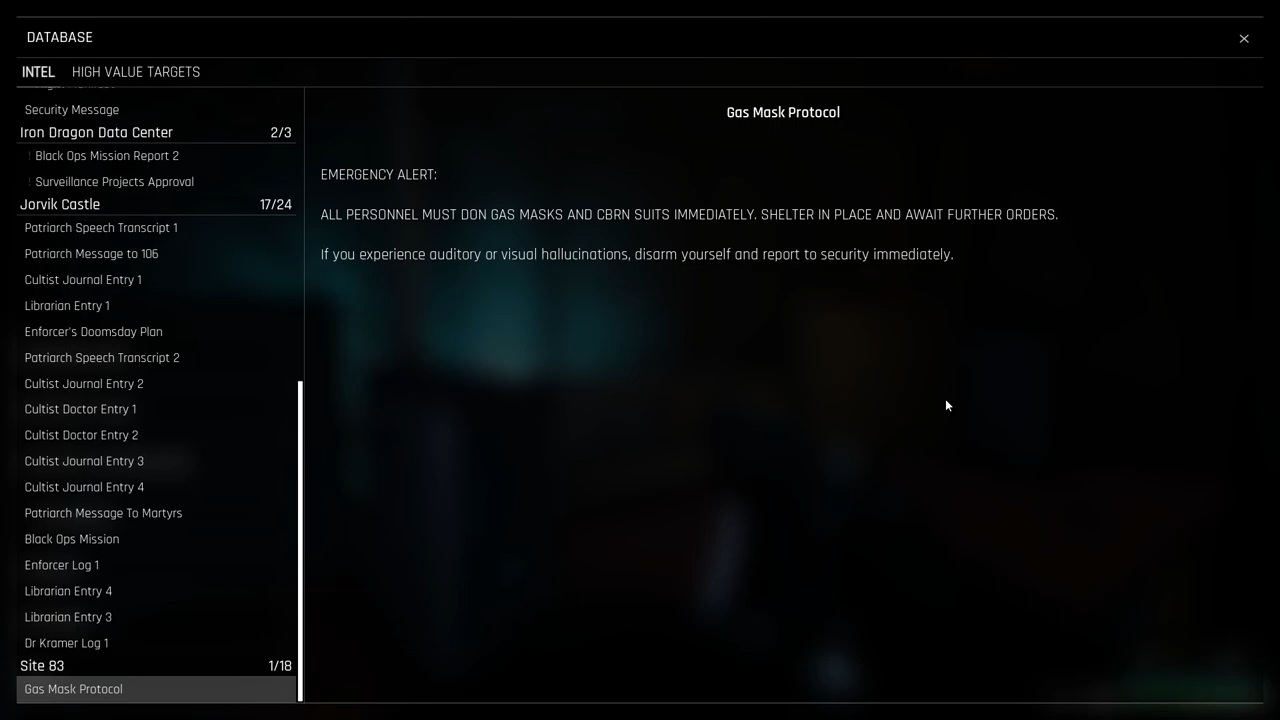 DATABASE
INTEL HIGH VALUE TARGETS
Security Message
Iron Dragon Data Center 2/3
! Black Ops Mission Report 2
! Surveillance Projects Approval
Jorvik Castle 17/24
Patriarch Speech Transcript 1
Patriarch Message to 106
Cultist Journal Entry 1
Librarian Entry 1
Enforcer's Doomsday Plan
Patriarch Speech Transcript 2
Cultist Journal Entry 2
Cultist Doctor Entry 1
Cultist Doctor Entry 2
Cultist Journal Entry 3
Cultist Journal Entry 4
Patriarch Message To Martyrs
Black Ops Mission
Enforcer Log 1
Librarian Entry 4
Librarian Entry 3
Dr Kramer Log 1
Site 83 1/18
Gas Mask Protocol
Gas Mask Protocol
EMERGENCY ALERT:
ALL PERSONNEL MUST DON GAS MASKS AND CBRN SUITS IMMEDIATELY. SHELTER IN PLACE AND AWAIT FURTHER ORDERS.
If you experience auditory or visual hallucinations, disarm yourself and report to security immediately.